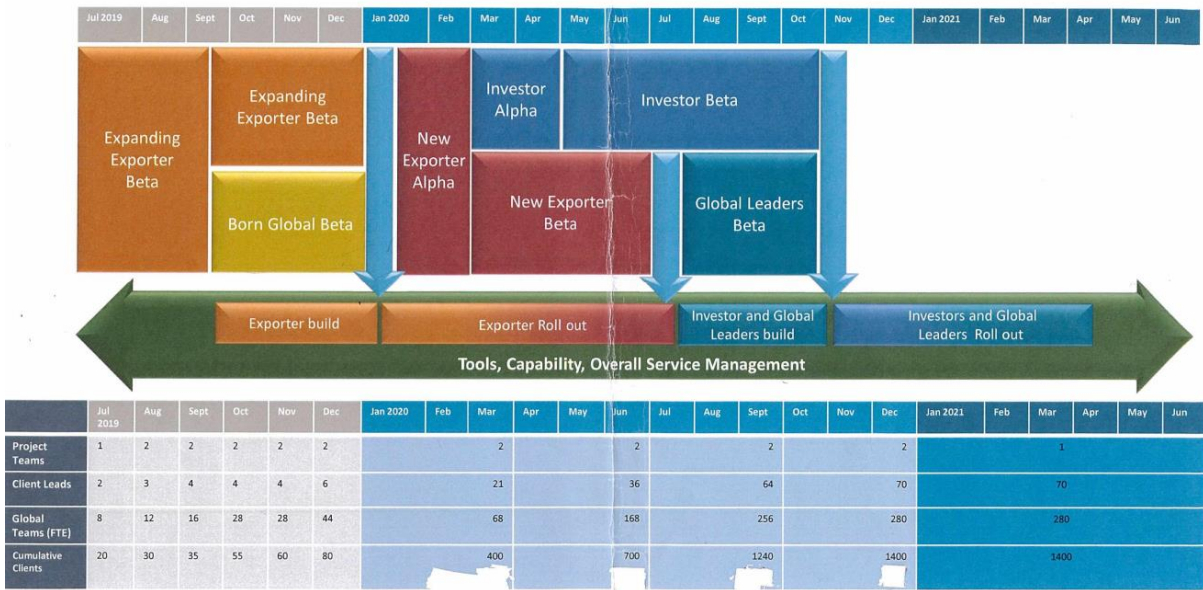 Jul 2019 Aug Sept Oct Nov Dec Jan 2020 Feb Mar Apr May Jun Jul Aug Sept Oct Nov Dec Jan 2021 Feb Mar Apr May Jun
Expanding
Exporter
Beta
Expanding
Exporter Beta
Born Global Beta
New
Exporter
Alpha
Investor
Alpha
Investor Beta
New Exporter
Beta
Global Leaders
Beta
Exporter build
Exporter Roll out
Investor and Global
Leaders build
Investors and Global
Leaders Roll out
Tools, Capability, Overall Service Management
Jul
2019 Aug Sept Oct Nov Dec Jan 2020 Feb Mar Apr May Jun Jul Aug Sept Oct Nov Dec Jan 2021 Feb Mar Apr May Jun
Project
Teams 1 2 2 2 2 2 2 2 2 2 1
Client Leads 2 3 4 4 4 6 21 36 64 70 70
Global
Teams (FTE) 8 12 16 28 28 44 68 168 256 280 280
Cumulative
Clients 20 30 35 55 60 80 400 700 1240 1400 1400